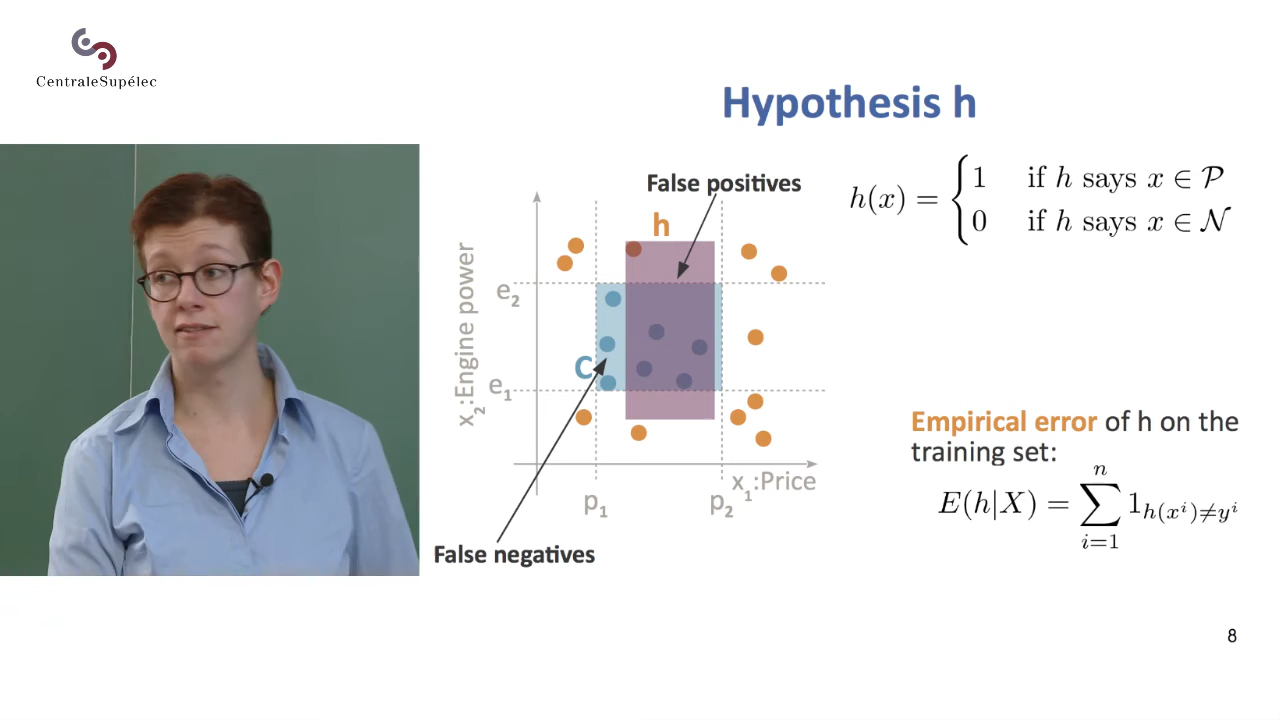 CentraleSupélec
Hypothesis h
False positives
h(x) = { 1 if h says x ∈ 𝒫
0 if h says x ∈ 𝒩
h
x₂:Engine power
e₂
C
e₁
x₁:Price
p₁ p₂
False negatives
Empirical error of h on the
training set:
E(h|X) = ∑ⁿᵢ₌₁ 1_{h(xⁱ)≠yⁱ}
8